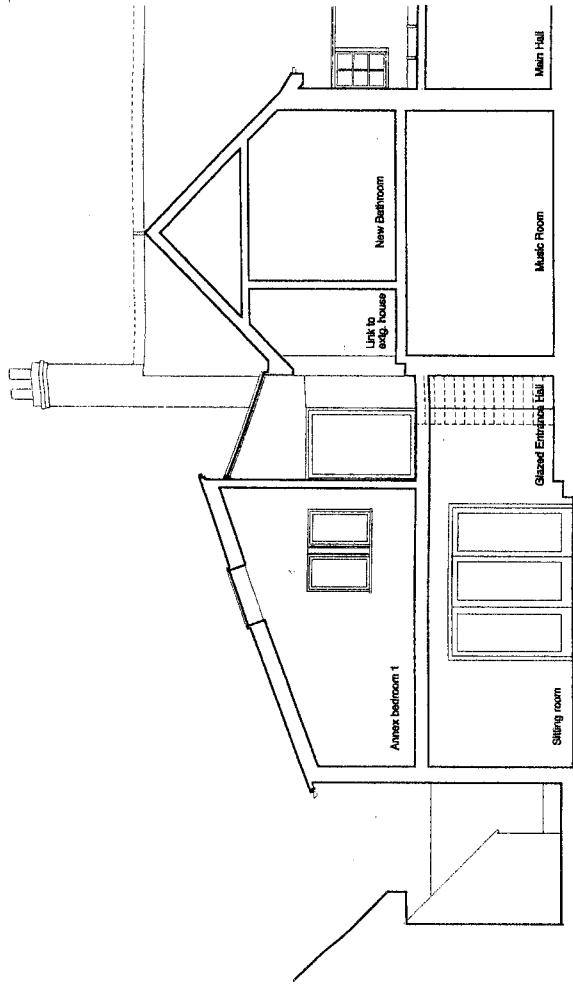 Annex bedroom 1
Link to
extg. house
New Bathroom
Sitting room
Glazed Entrance Hall
Music Room
Main Hall